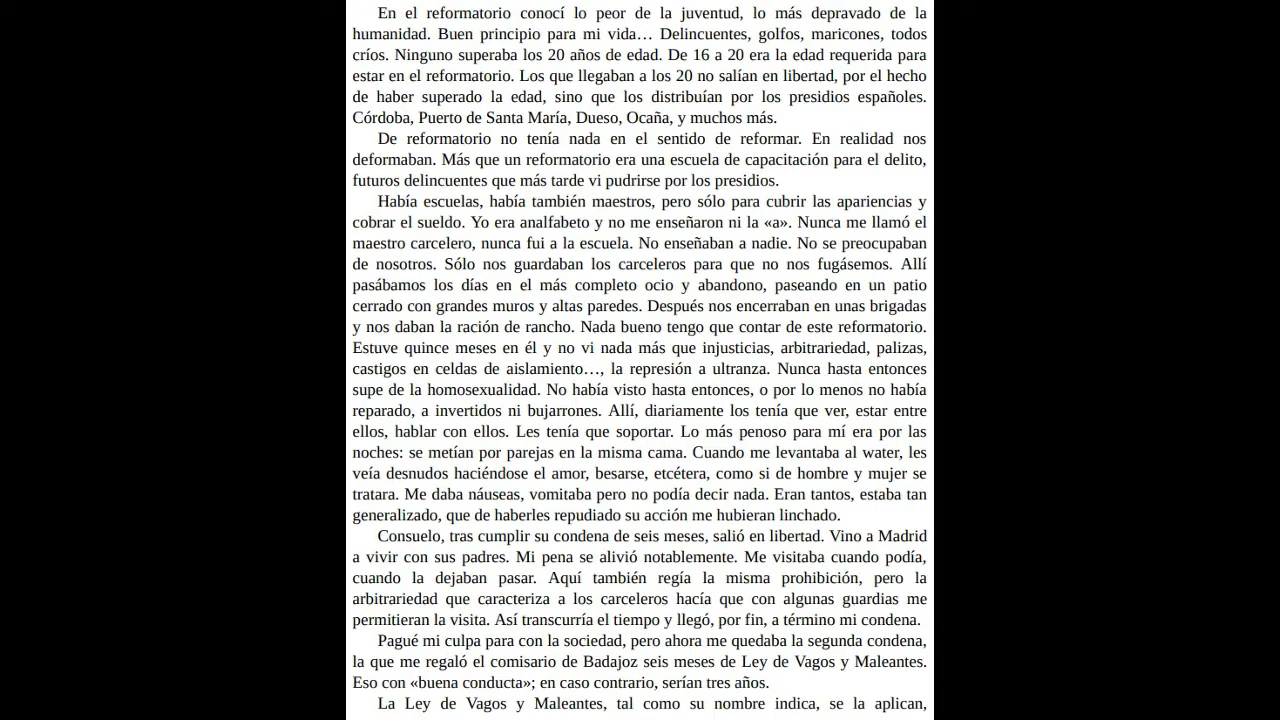 En el reformatorio conocí lo peor de la juventud, lo más depravado de la
humanidad. Buen principio para mi vida… Delincuentes, golfos, maricones, todos
críos. Ninguno superaba los 20 años de edad. De 16 a 20 era la edad requerida para
estar en el reformatorio. Los que llegaban a los 20 no salían en libertad, por el hecho
de haber superado la edad, sino que los distribuían por los presidios españoles.
Córdoba, Puerto de Santa María, Dueso, Ocaña, y muchos más.
De reformatorio no tenía nada en el sentido de reformar. En realidad nos
deformaban. Más que un reformatorio era una escuela de capacitación para el delito,
futuros delincuentes que más tarde vi pudrirse por los presidios.
Había escuelas, había también maestros, pero sólo para cubrir las apariencias y
cobrar el sueldo. Yo era analfabeto y no me enseñaron ni la «a». Nunca me llamó el
maestro carcelero, nunca fui a la escuela. No enseñaban a nadie. No se preocupaban
de nosotros. Sólo nos guardaban los carceleros para que no nos fugásemos. Allí
pasábamos los días en el más completo ocio y abandono, paseando en un patio
cerrado con grandes muros y altas paredes. Después nos encerraban en unas brigadas
y nos daban la ración de rancho. Nada bueno tengo que contar de este reformatorio.
Estuve quince meses en él y no vi nada más que injusticias, arbitrariedad, palizas,
castigos en celdas de aislamiento…, la represión a ultranza. Nunca hasta entonces
supe de la homosexualidad. No había visto hasta entonces, o por lo menos no había
reparado, a invertidos ni bujarrones. Allí, diariamente los tenía que ver, estar entre
ellos, hablar con ellos. Les tenía que soportar. Lo más penoso para mí era por las
noches: se metían por parejas en la misma cama. Cuando me levantaba al water, les
veía desnudos haciéndose el amor, besarse, etcétera, como si de hombre y mujer se
tratara. Me daba náuseas, vomitaba pero no podía decir nada. Eran tantos, estaba tan
generalizado, que de haberles repudiado su acción me hubieran linchado.
Consuelo, tras cumplir su condena de seis meses, salió en libertad. Vino a Madrid
a vivir con sus padres. Mi pena se alivió notablemente. Me visitaba cuando podía,
cuando la dejaban pasar. Aquí también regía la misma prohibición, pero la
arbitrariedad que caracteriza a los carceleros hacía que con algunas guardias me
permitieran la visita. Así transcurría el tiempo y llegó, por fin, a término mi condena.
Pagué mi culpa para con la sociedad, pero ahora me quedaba la segunda condena,
la que me regaló el comisario de Badajoz seis meses de Ley de Vagos y Maleantes.
Eso con «buena conducta»; en caso contrario, serían tres años.
La Ley de Vagos y Maleantes, tal como su nombre indica, se la aplican,